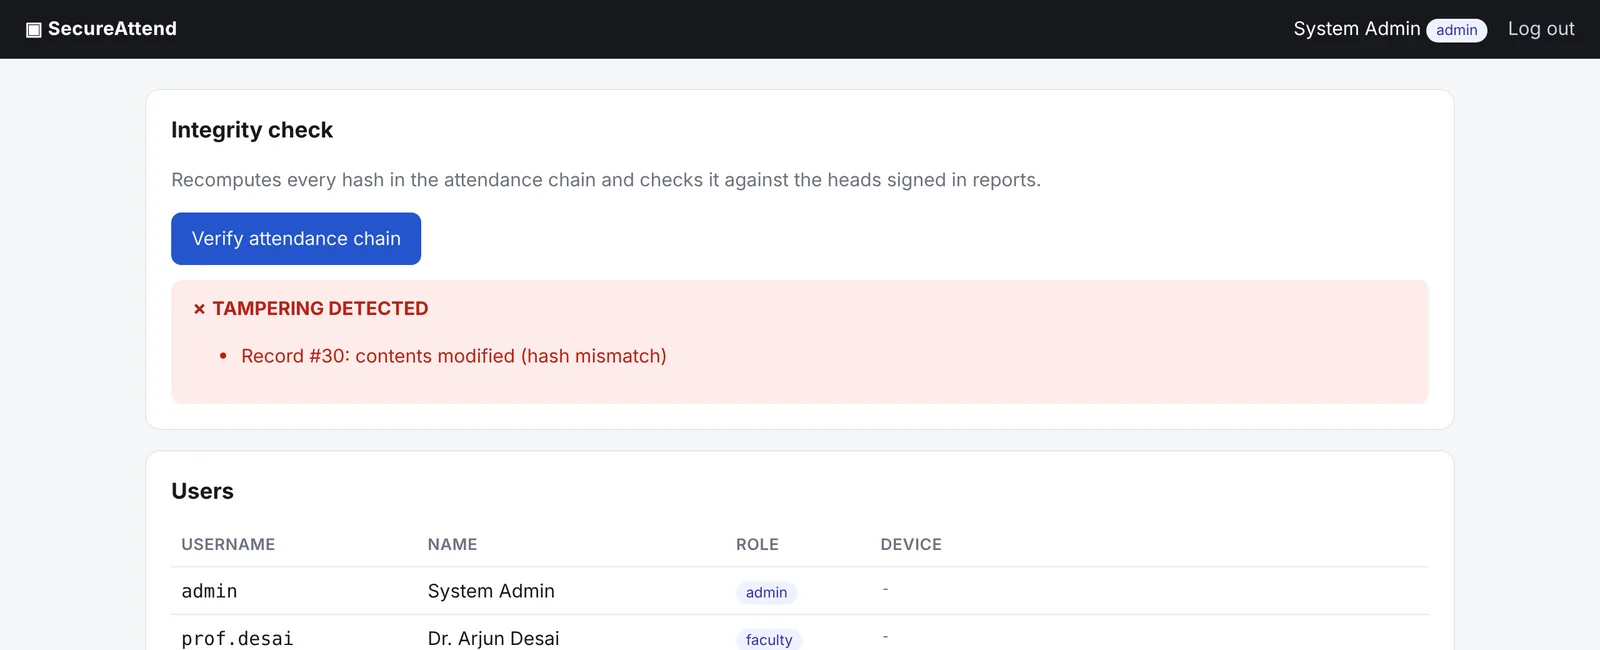 ▣ SecureAttend
System Admin admin Log out
Integrity check
Recomputes every hash in the attendance chain and checks it against the heads signed in reports.
Verify attendance chain
× TAMPERING DETECTED
• Record #30: contents modified (hash mismatch)
Users
USERNAME NAME ROLE DEVICE
admin System Admin admin -
prof.desai Dr. Arjun Desai faculty -